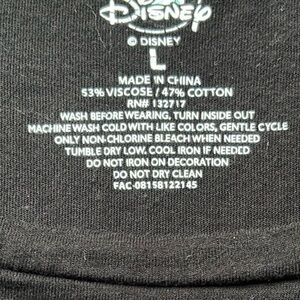 Disney
© DISNEY
L
MADE IN CHINA
53% VISCOSE / 47% COTTON
RN# 132717
WASH BEFORE WEARING, TURN INSIDE OUT
MACHINE WASH COLD WITH LIKE COLORS, GENTLE CYCLE
ONLY NON-CHLORINE BLEACH WHEN NEEDED
TUMBLE DRY LOW. COOL IRON IF NEEDED
DO NOT IRON ON DECORATION
DO NOT DRY CLEAN
FAC-08158122145